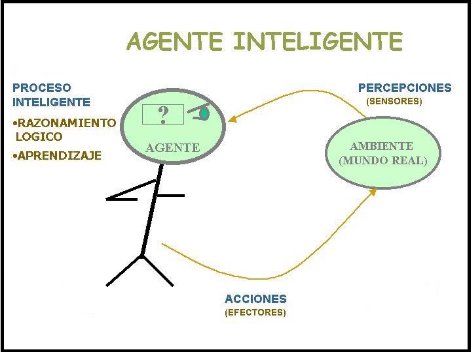 AGENTE INTELIGENTE
PROCESO
INTELIGENTE
•RAZONAMIENTO
LOGICO
•APRENDIZAJE
?
AGENTE
PERCEPCIONES
(SENSORES)
AMBIENTE
(MUNDO REAL)
ACCIONES
(EFECTORES)